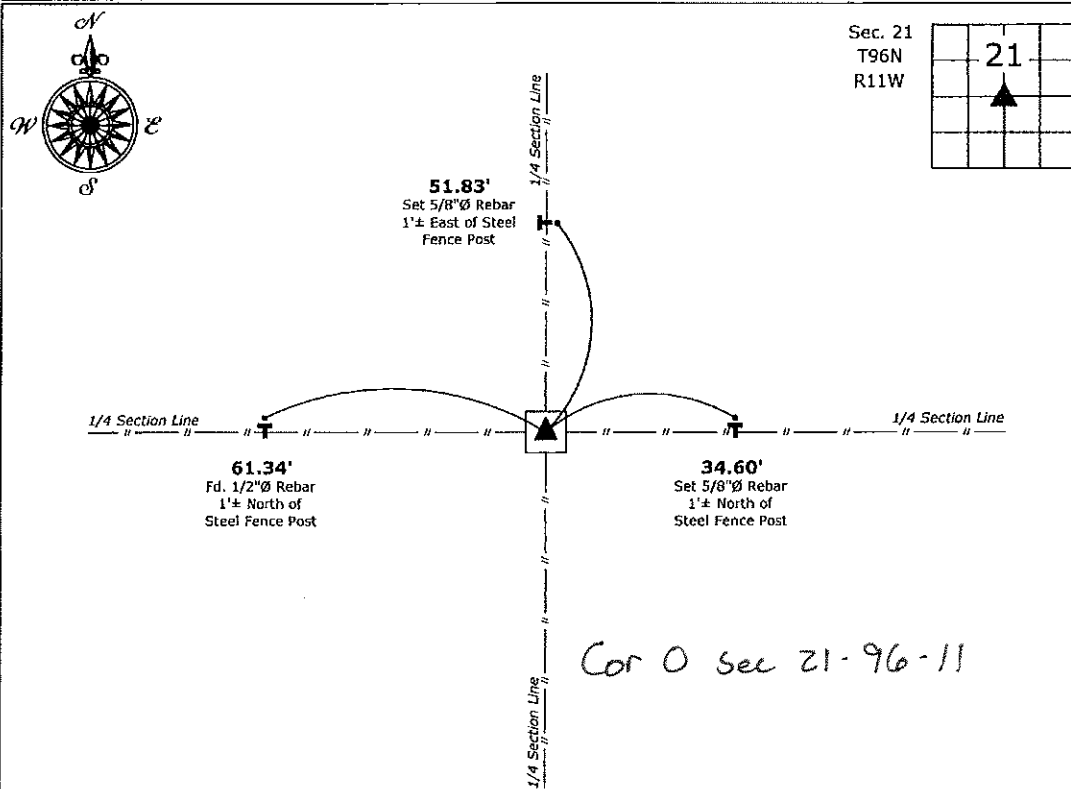 N
W
E
S
Sec. 21
T96N
R11W
21
1/4 Section Line
51.83'
Set 5/8"Ø Rebar
1'± East of Steel
Fence Post
1/4 Section Line
1/4 Section Line
61.34'
Fd. 1/2"Ø Rebar
1'± North of
Steel Fence Post
34.60'
Set 5/8"Ø Rebar
1'± North of
Steel Fence Post
Cor O Sec 21-96-11
1/4 Section Line